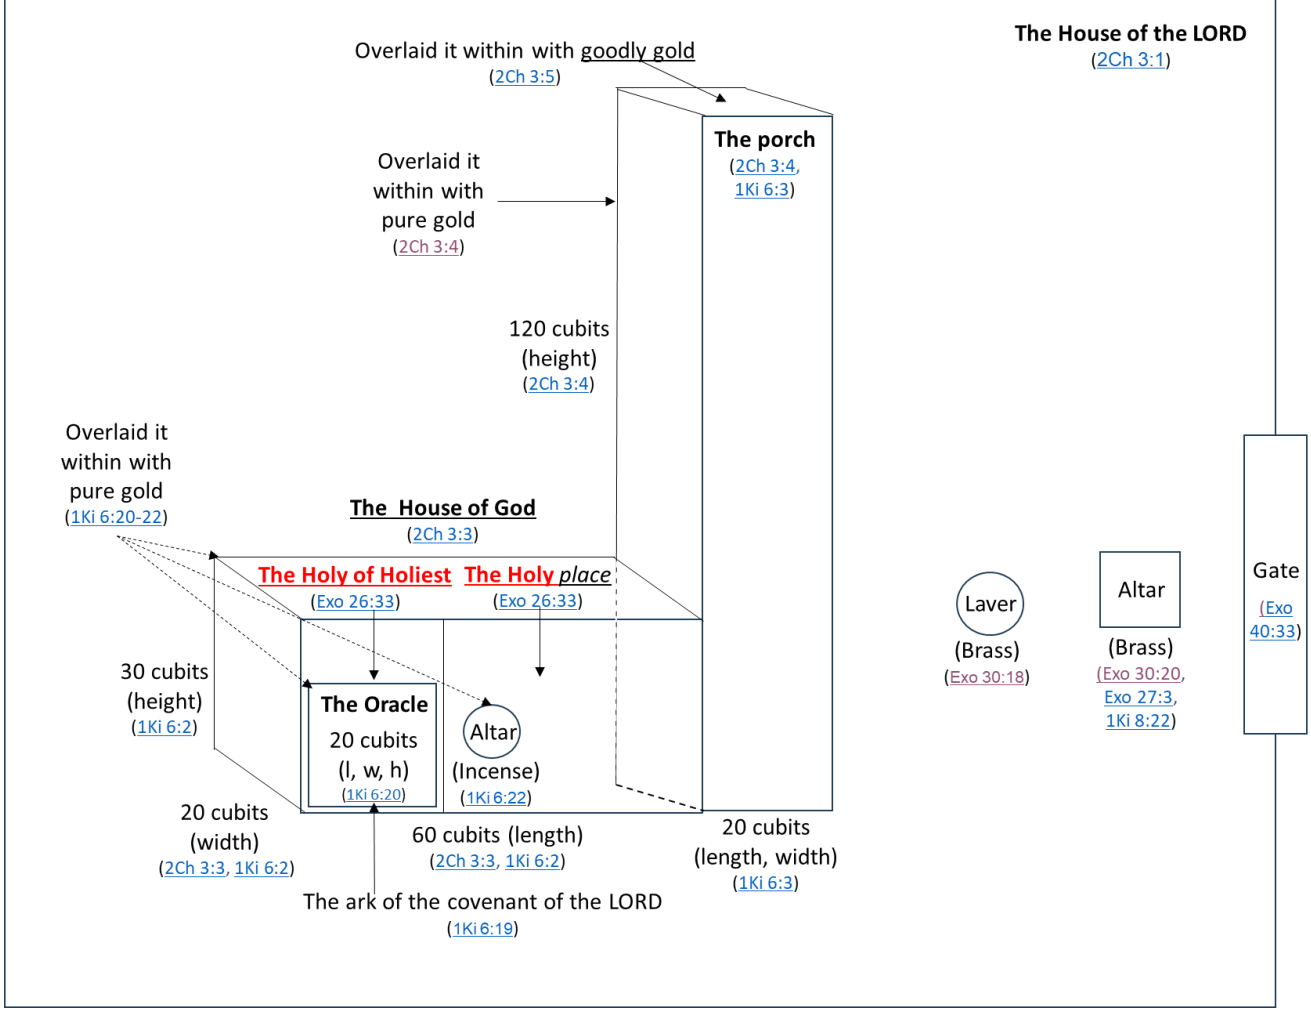 The House of the LORD
(2Ch 3:1)
Overlaid it within with goodly gold
(2Ch 3:5)
The porch
(2Ch 3:4,
1Ki 6:3)
Overlaid it
within with
pure gold
(2Ch 3:4)
120 cubits
(height)
(2Ch 3:4)
Overlaid it
within with
pure gold
(1Ki 6:20-22)
The House of God
(2Ch 3:3)
The Holy of Holiest
(Exo 26:33)
The Holy place
(Exo 26:33)
30 cubits
(height)
(1Ki 6:2)
The Oracle
20 cubits
(l, w, h)
(1Ki 6:20)
Altar
(Incense)
(1Ki 6:22)
20 cubits
(width)
(2Ch 3:3, 1Ki 6:2)
60 cubits (length)
(2Ch 3:3, 1Ki 6:2)
20 cubits
(length, width)
(1Ki 6:3)
The ark of the covenant of the LORD
(1Ki 6:19)
Laver
(Brass)
(Exo 30:18)
Altar
(Brass)
(Exo 30:20,
Exo 27:3,
1Ki 8:22)
Gate
(Exo
40:33)